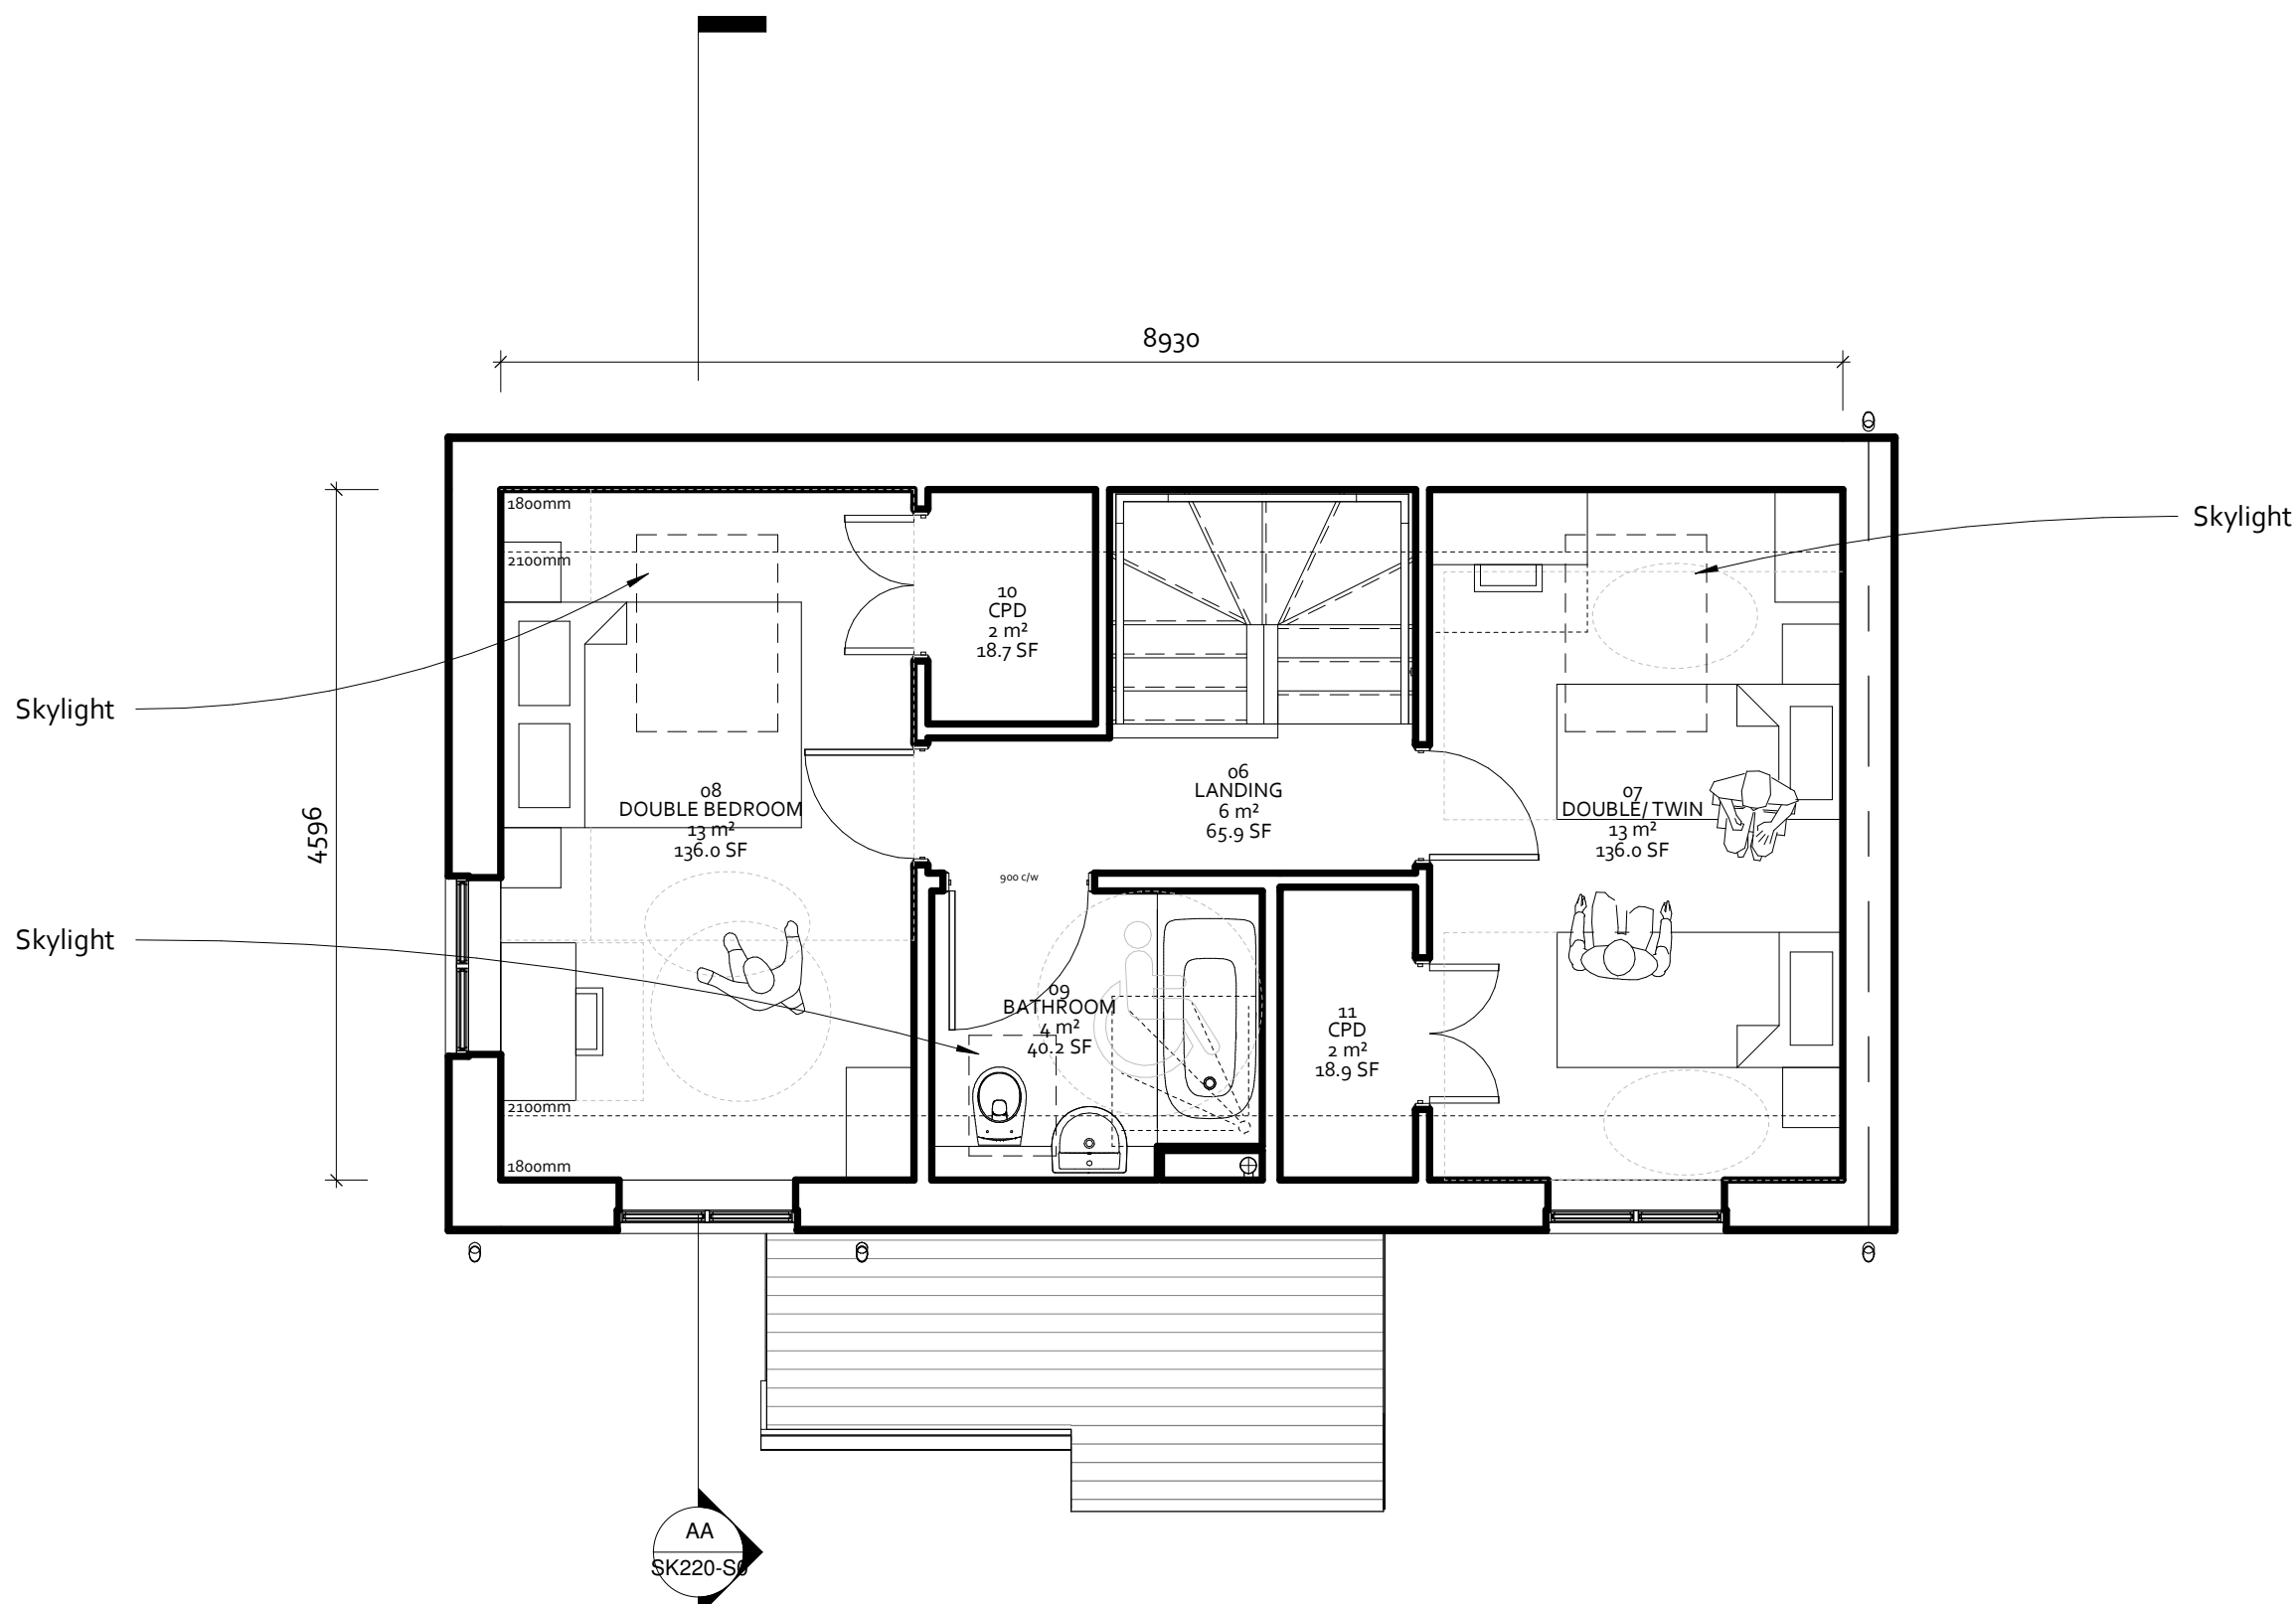 8930
4596
Skylight
Skylight
Skylight
1800mm
2100mm
10
CPD
2 m²
18.7 SF
06
LANDING
6 m²
65.9 SF
08
DOUBLE BEDROOM
13 m²
136.0 SF
07
DOUBLE/ TWIN
13 m²
136.0 SF
900 c/w
09
BATHROOM
4 m²
40.2 SF
11
CPD
2 m²
18.9 SF
2100mm
1800mm
AA
SK220-S6